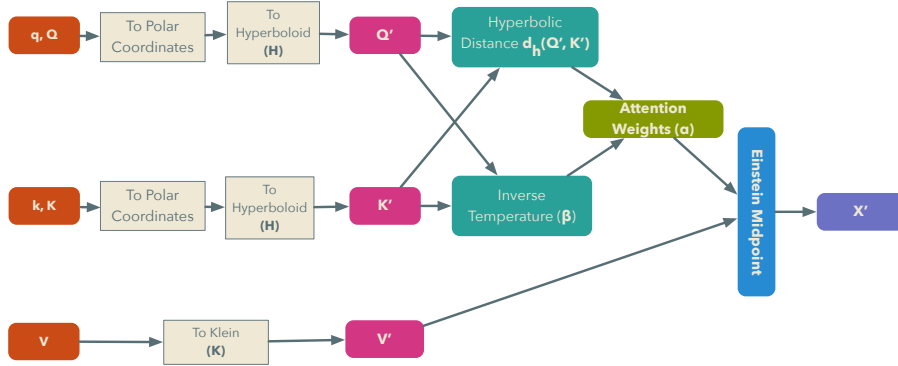 q, Q
To Polar
Coordinates
To
Hyperboloid
(H)
Q'
Hyperbolic
Distance d_h(Q', K')
Attention
Weights (α)
k, K
To Polar
Coordinates
To
Hyperboloid
(H)
K'
Inverse
Temperature (β)
Einstein Midpoint
X'
V
To Klein
(K)
V'